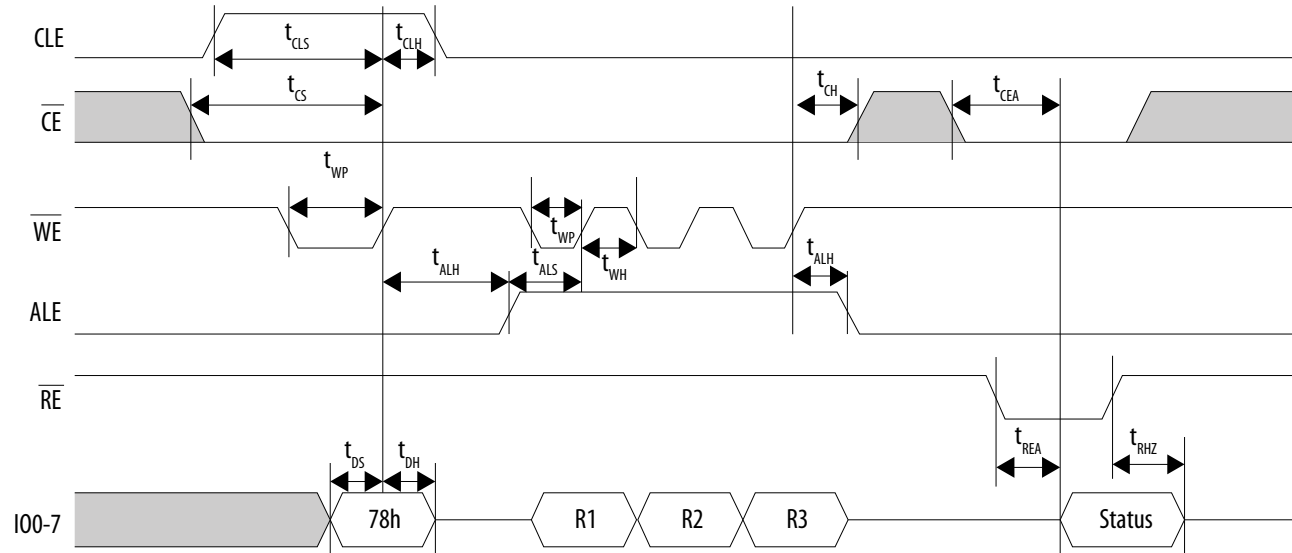 CLE
tCLS
tCLH
CE
tCS
tCH
tCEA
WE
tWP
tWP
tWH
tALH
tALS
tALH
ALE
RE
tREA
tRHZ
tDS
tDH
IO0-7
78h
R1
R2
R3
Status